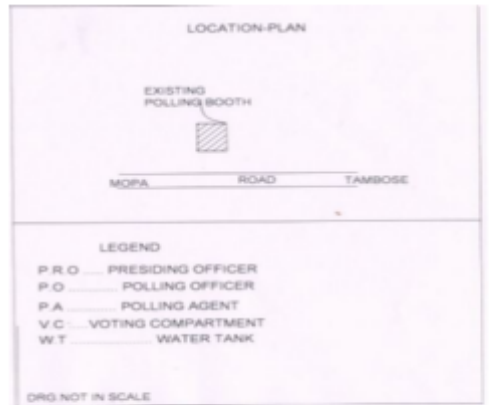 LOCATION-PLAN
EXISTING
POLLING BOOTH
MOPA ROAD TAMBOSE
LEGEND
P.R.O .... PRESIDING OFFICER
P.O .............. POLLING OFFICER
P.A .............. POLLING AGENT
V.C .... VOTING COMPARTMENT
W.T .................... WATER TANK
DRG.NOT IN SCALE